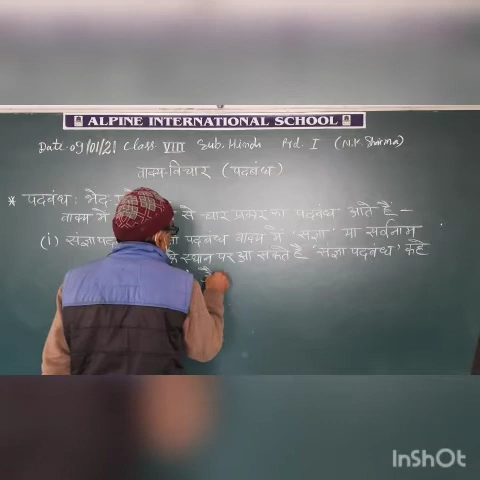 ALPINE INTERNATIONAL SCHOOL
Date. 09/01/21 Class VIII Sub. Hindi Prd. I (N.K. Sharma)
वाक्य-विचार (पदबंध)
* पदबंध : भेद
वाक्य में से चार प्रकार का पदबंध आते हैं -
(i) संज्ञा पद पदबंध वाक्य में 'संज्ञा' या सर्वनाम
के स्थान पर आ सकते हैं 'संज्ञा पदबंध' कहे
हैं
InShOt